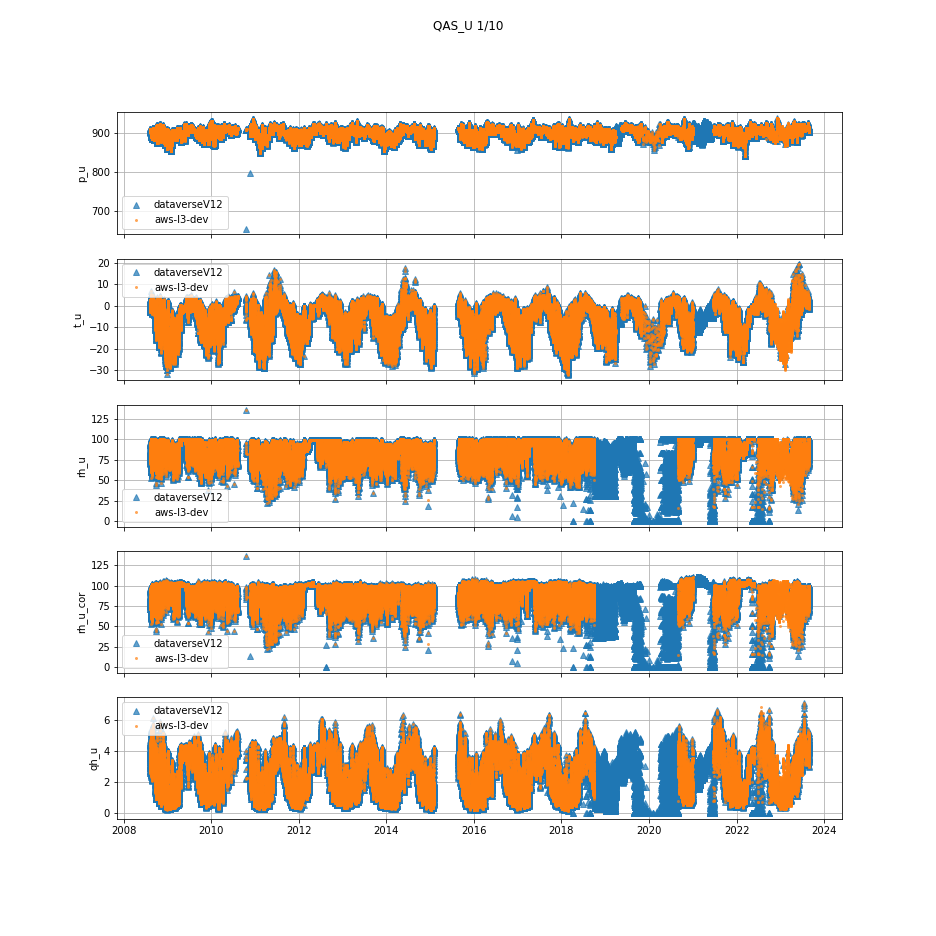 QAS_U 1/10
900
800
700
p_u
dataverseV12
aws-l3-dev
20
10
0
−10
−20
−30
t_u
dataverseV12
aws-l3-dev
125
100
75
50
25
0
rh_u
dataverseV12
aws-l3-dev
125
100
75
50
25
0
rh_u_cor
dataverseV12
aws-l3-dev
6
4
2
0
qh_u
dataverseV12
aws-l3-dev
2008 2010 2012 2014 2016 2018 2020 2022 2024